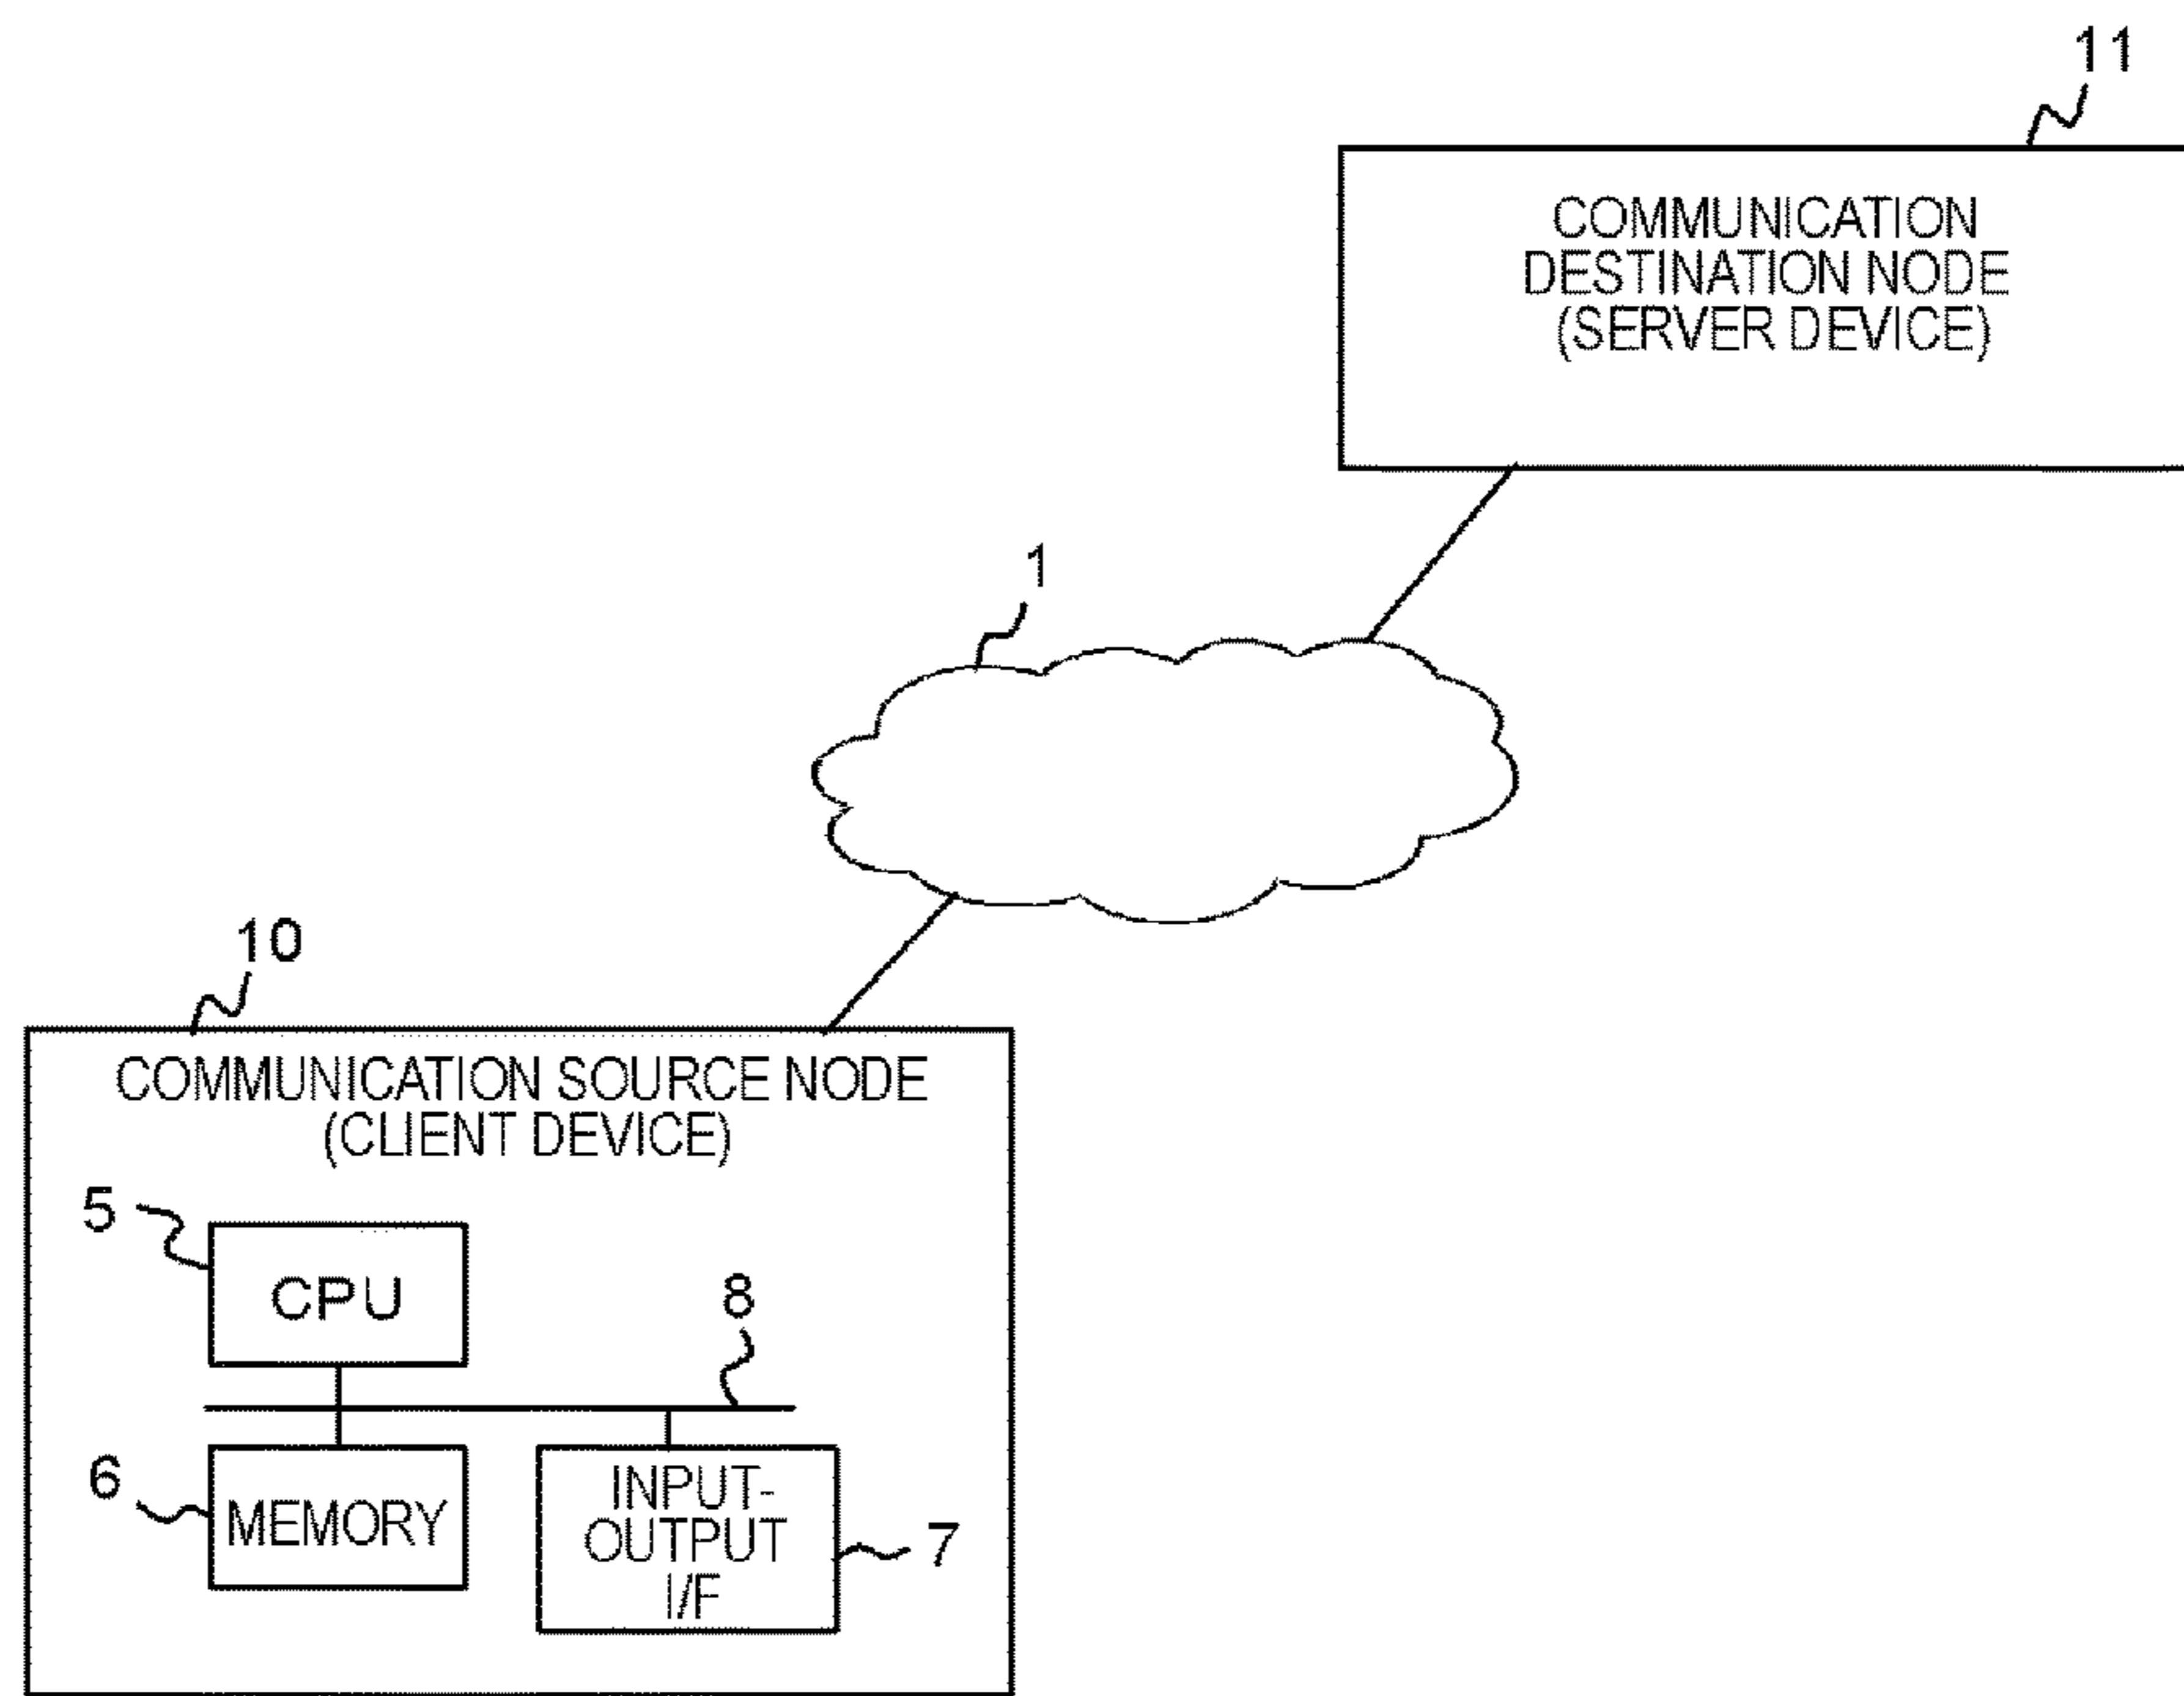 11
COMMUNICATION
DESTINATION NODE
(SERVER DEVICE)
1
10
COMMUNICATION SOURCE NODE
(CLIENT DEVICE)
5
CPU
8
6
MEMORY
INPUT-
OUTPUT
I/F
7